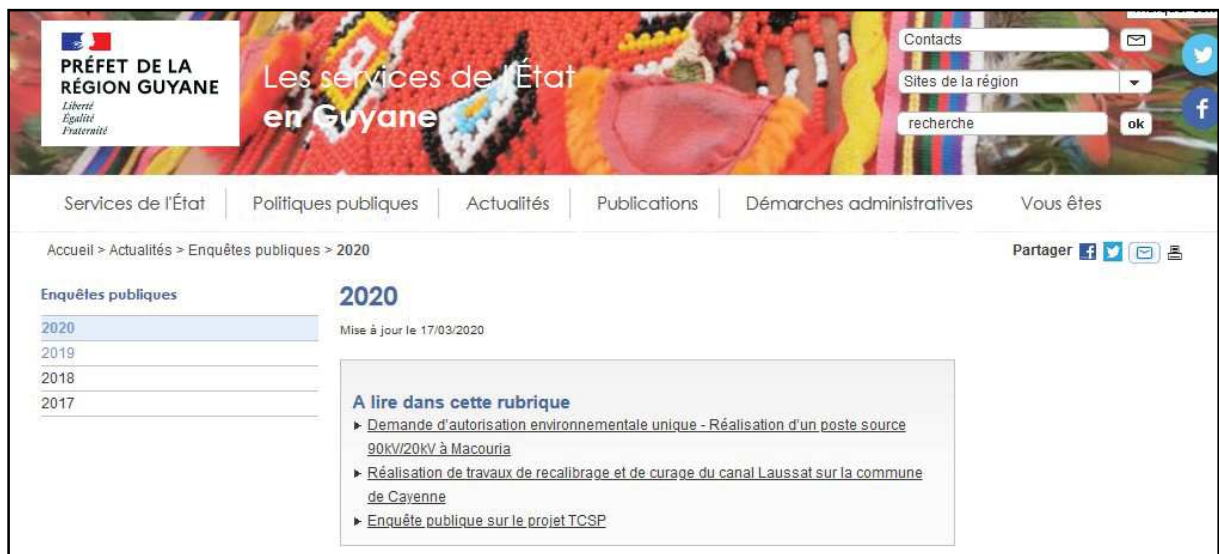 PRÉFET DE LA
RÉGION GUYANE
Liberté
Égalité
Fraternité
Les services de l'État
en Guyane
Contacts
Sites de la région
recherche
ok
Services de l'État
Politiques publiques
Actualités
Publications
Démarches administratives
Vous êtes
Accueil > Actualités > Enquêtes publiques > 2020
Partager
Enquêtes publiques
2020
2019
2018
2017
2020
Mise à jour le 17/03/2020
A lire dans cette rubrique
Demande d'autorisation environnementale unique - Réalisation d'un poste source
90kV/20kV à Macouria
Réalisation de travaux de recalibrage et de curage du canal Laussat sur la commune
de Cayenne
Enquête publique sur le projet TCSP